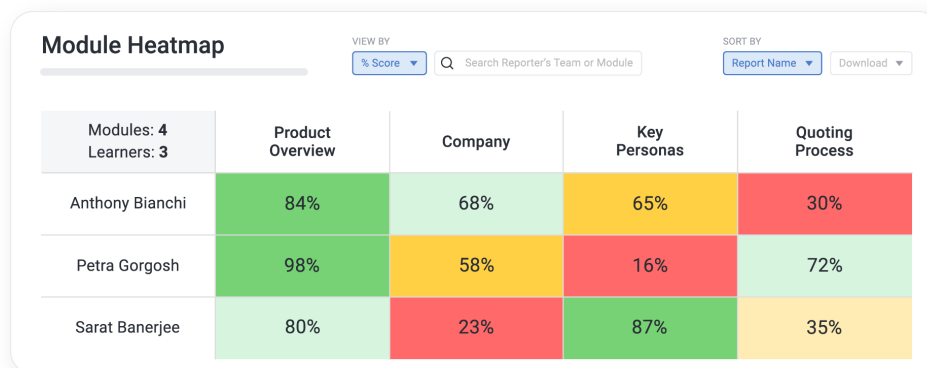 Module Heatmap
VIEW BY
% Score
Search Reporter's Team or Module
SORT BY
Report Name
Download
Modules: 4
Learners: 3
Product
Overview
Company
Key
Personas
Quoting
Process
Anthony Bianchi 84% 68% 65% 30%
Petra Gorgosh 98% 58% 16% 72%
Sarat Banerjee 80% 23% 87% 35%